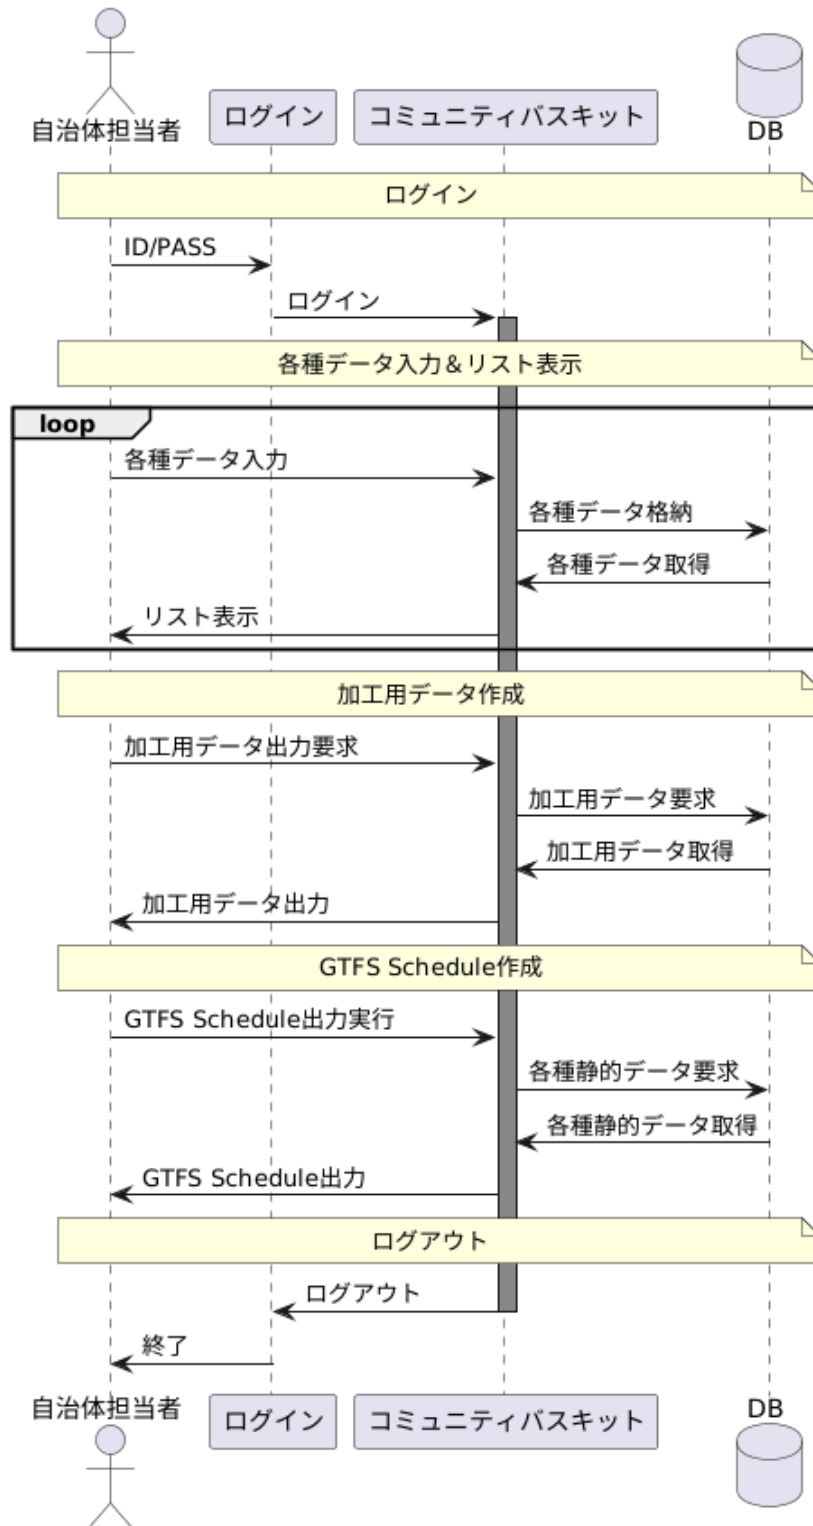 自治体担当者
ログイン
コミュニティバスキット
DB
ログイン
ID/PASS
ログイン
各種データ入力＆リスト表示
loop
各種データ入力
各種データ格納
各種データ取得
リスト表示
加工用データ作成
加工用データ出力要求
加工用データ要求
加工用データ取得
加工用データ出力
GTFS Schedule作成
GTFS Schedule出力実行
各種静的データ要求
各種静的データ取得
GTFS Schedule出力
ログアウト
ログアウト
終了
自治体担当者
ログイン
コミュニティバスキット
DB